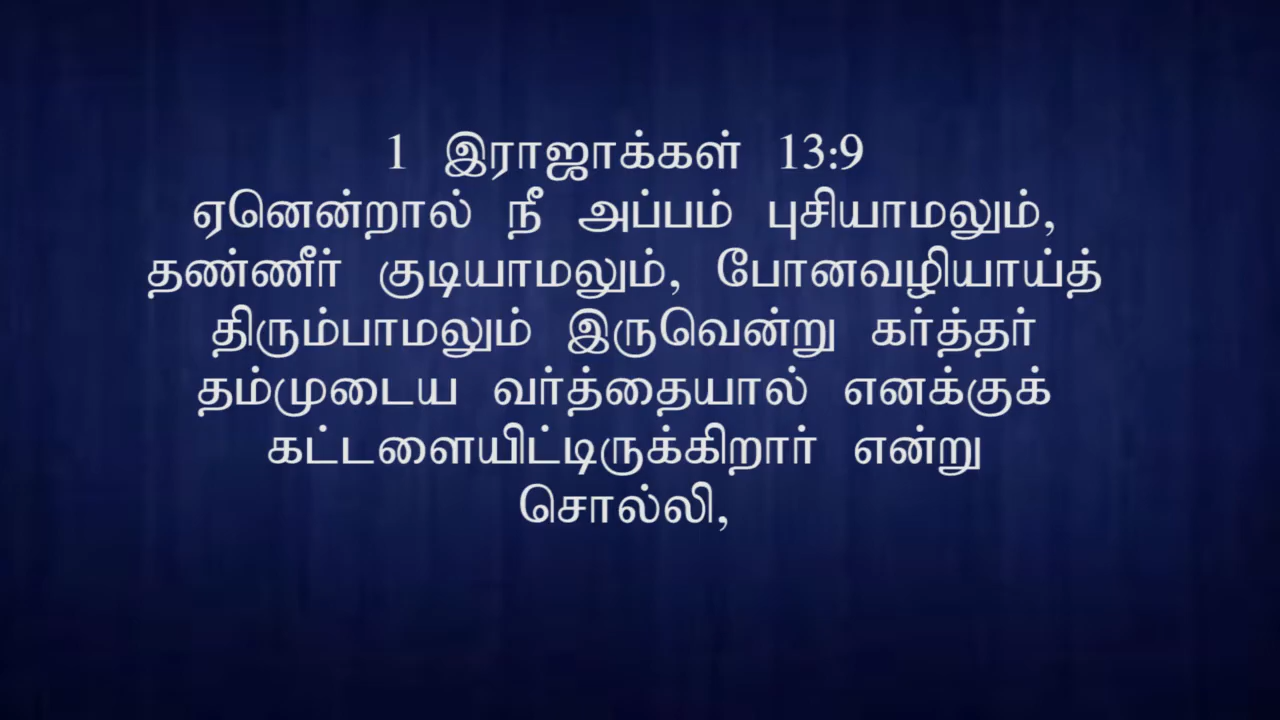 1 இராஜாக்கள் 13:9
ஏனென்றால் நீ அப்பம் புசியாமலும்,
தண்ணீர் குடியாமலும், போனவழியாய்த்
திரும்பாமலும் இருவென்று கர்த்தர்
தம்முடைய வர்த்தையால் எனக்குக்
கட்டளையிட்டிருக்கிறார் என்று
சொல்லி,